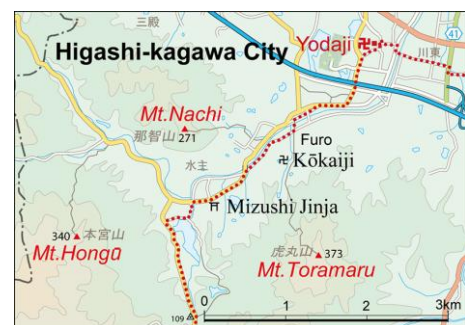 三殿
川東
41
Higashi-kagawa City
Yodaji
Mt.Nachi
那智山 271
水主
Furo
卍 Kōkaiji
Mizushi Jinja
340 本宮山
Mt.Hongū
虎丸山 373
Mt.Toramaru
109
0 1 2 3km